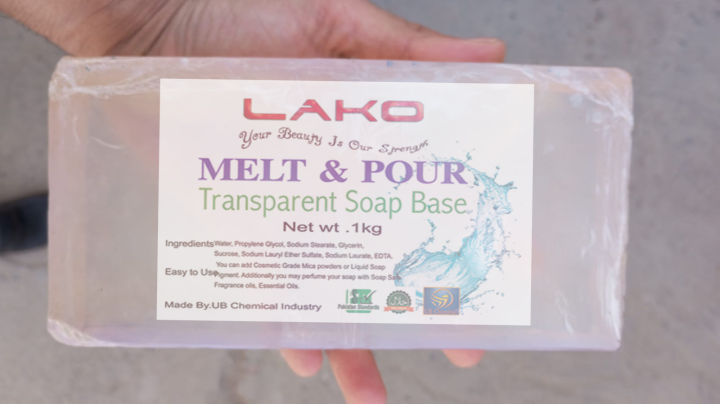 LAKO
Your Beauty Is Our Strength
MELT & POUR
Transparent Soap Base
Net wt .1kg
Ingredients Water, Propylene Glycol, Sodium Stearate, Glycerin,
Sucrose, Sodium Lauryl Ether Sulfate, Sodium Laurate, EDTA.
You can add Cosmetic Grade Mica powders or Liquid Soap
Easy to Use Pigment. Additionally you may perfume your soap with Soap Safe
Fragrance oils, Essential Oils.
Made By.UB Chemical Industry
Pakistan Standards